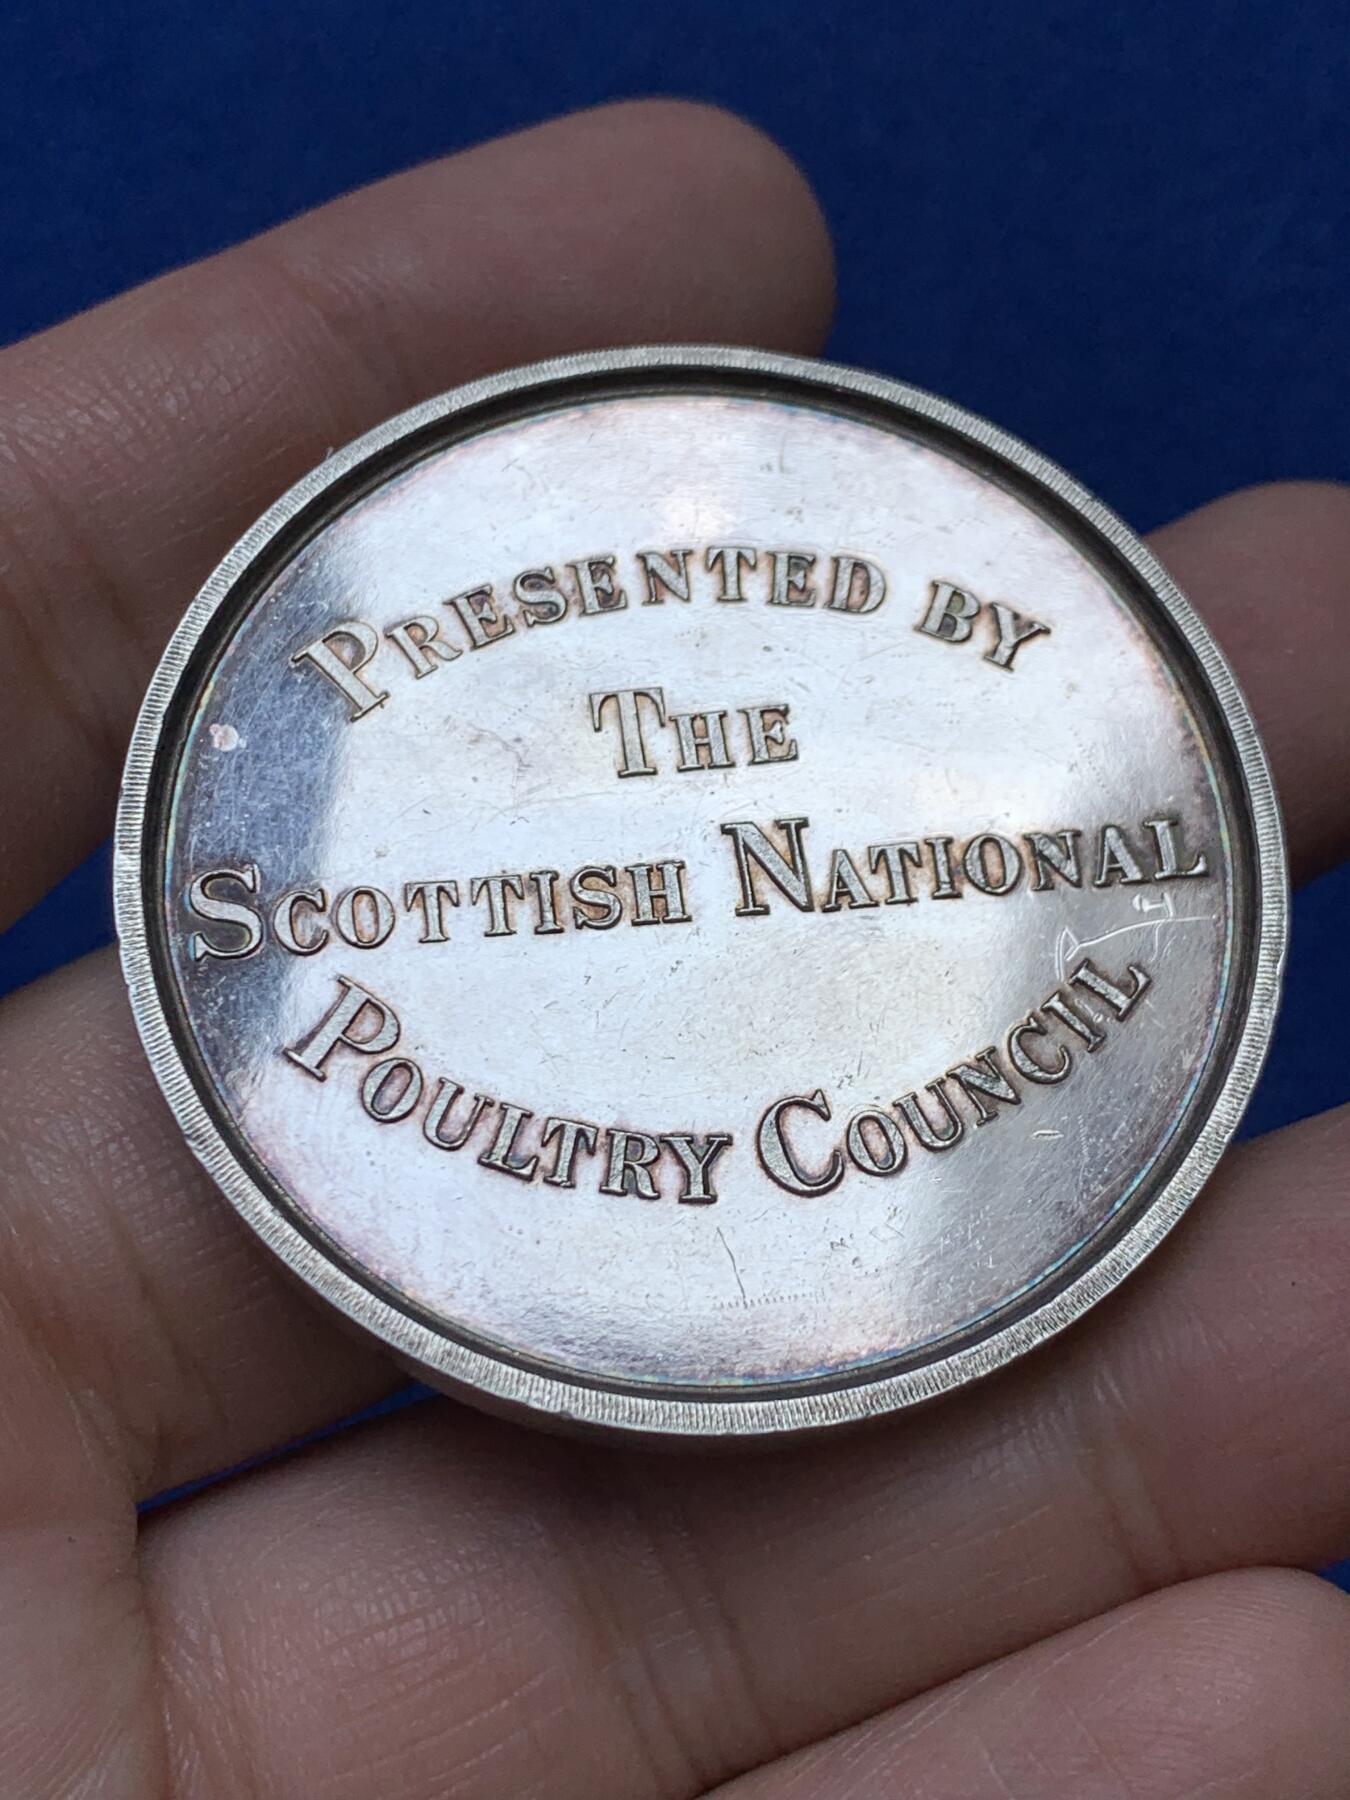 PRESENTED BY
THE
SCOTTISH NATIONAL
POULTRY COUNCIL